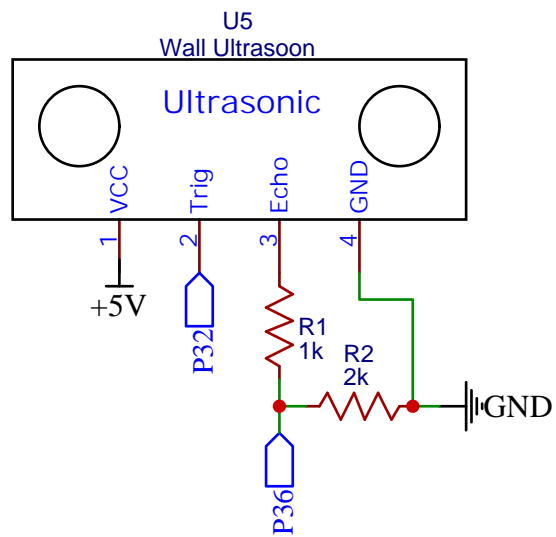 U5
Wall Ultrasoon
Ultrasonic
VCC
Trig
Echo
GND
1
2
3
4
+5V
P32
R1
1k
R2
2k
GND
P36